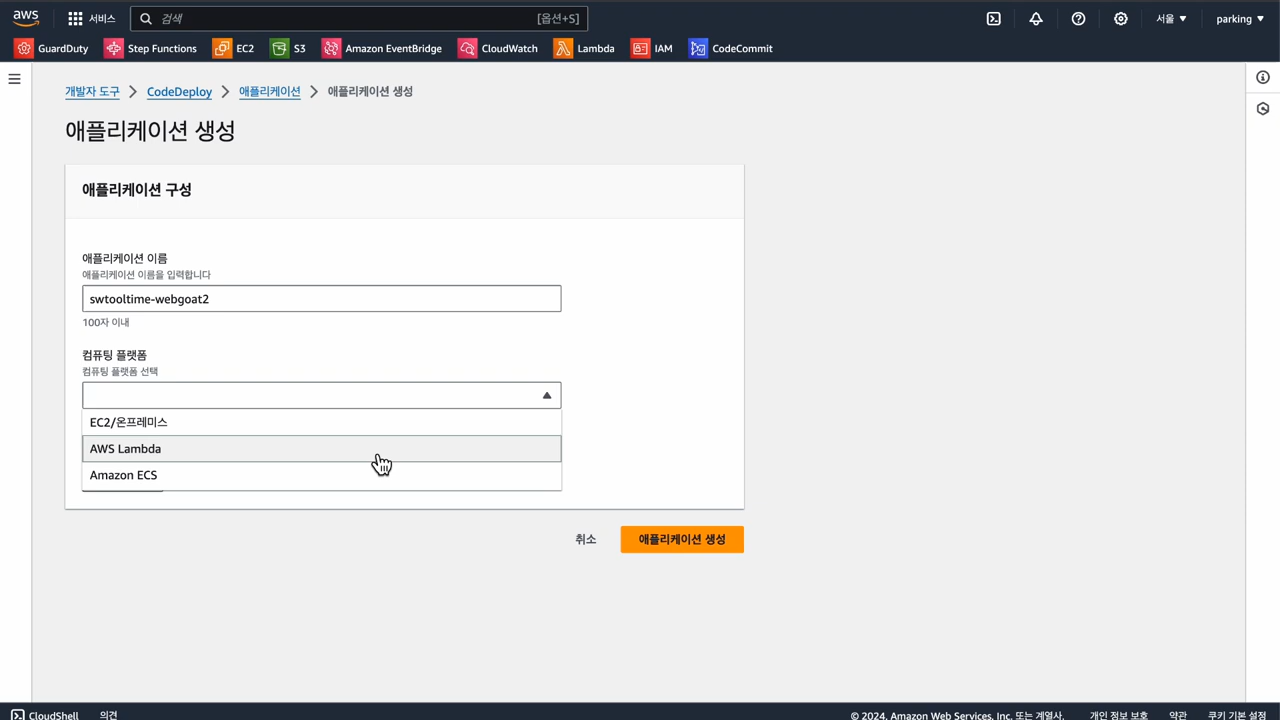 aws 서비스 검색 [옵션+S] 서울 ▼ parking ▼
GuardDuty Step Functions EC2 S3 Amazon EventBridge CloudWatch Lambda IAM CodeCommit
개발자 도구 > CodeDeploy > 애플리케이션 > 애플리케이션 생성
애플리케이션 생성
애플리케이션 구성
애플리케이션 이름
애플리케이션 이름을 입력합니다
swtooltime-webgoat2
100자 이내
컴퓨팅 플랫폼
컴퓨팅 플랫폼 선택
EC2/온프레미스
AWS Lambda
Amazon ECS
취소 애플리케이션 생성
CloudShell 의견 © 2024, Amazon Web Services, Inc. 또는 계열사. 개인 정보 보호 약관 쿠키 기본 설정